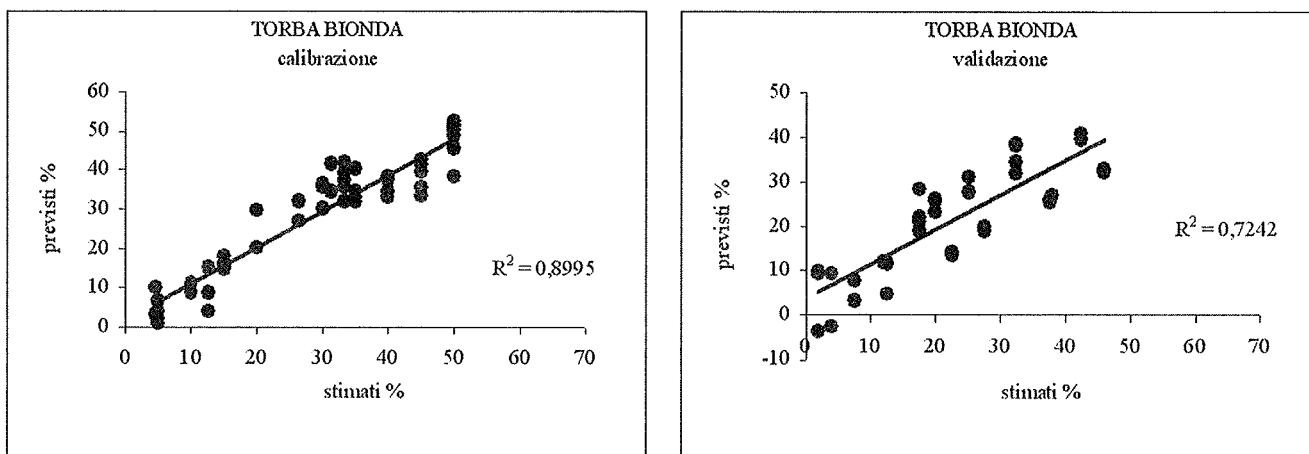 TORBA BIONDA
calibrazione
60
50
40
30
20
10
0
0 10 20 30 40 50 60 70
previsti %
stimati %
R² = 0,8995
TORBA BIONDA
validazione
50
40
30
20
10
0
-10
0 10 20 30 40 50 60 70
previsti %
stimati %
R² = 0,7242